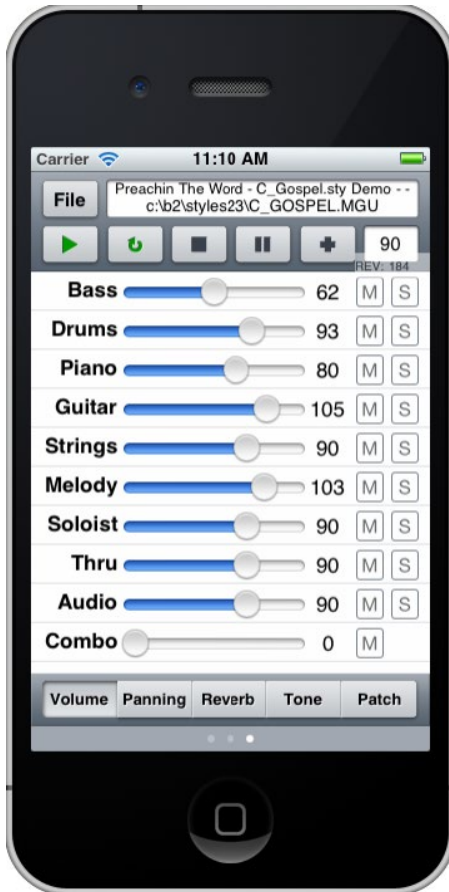 Carrier 11:10 AM
File
Preachin The Word - C_Gospel.sty Demo - -
c:\b2\styles23\C_GOSPEL.MGU
90
REV: 184
Bass 62 M S
Drums 93 M S
Piano 80 M S
Guitar 105 M S
Strings 90 M S
Melody 103 M S
Soloist 90 M S
Thru 90 M S
Audio 90 M S
Combo 0 M
Volume Panning Reverb Tone Patch